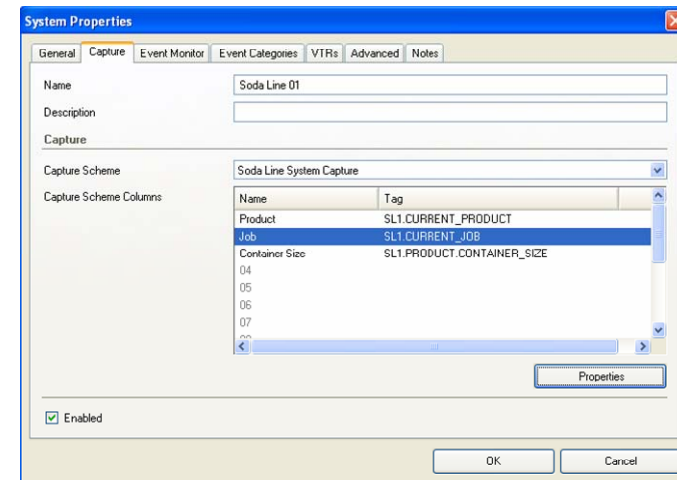 System Properties
General Capture Event Monitor Event Categories VTRs Advanced Notes
Name Soda Line 01
Description
Capture
Capture Scheme Soda Line System Capture
Capture Scheme Columns Name Tag
Product SL1.CURRENT_PRODUCT
Job SL1.CURRENT_JOB
Container Size SL1.PRODUCT.CONTAINER_SIZE
04
05
06
07
Properties
Enabled
OK Cancel